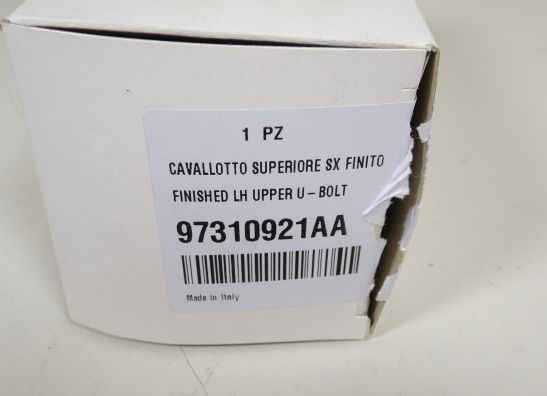 1 PZ
CAVALLOTTO SUPERIORE SX FINITO
FINISHED LH UPPER U-BOLT
97310921AA
Made in Italy